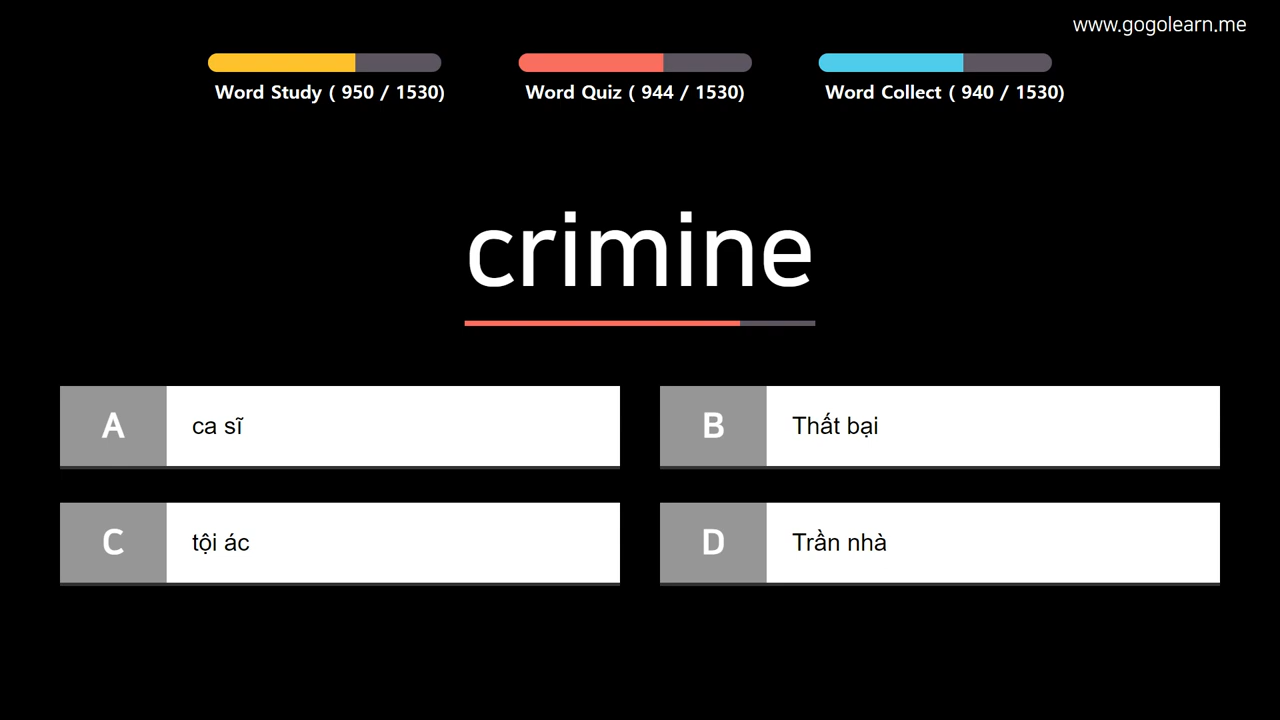 www.gogolearn.me
Word Study ( 950 / 1530)
Word Quiz ( 944 / 1530)
Word Collect ( 940 / 1530)
crimine
A ca sĩ
B Thất bại
C tội ác
D Trần nhà